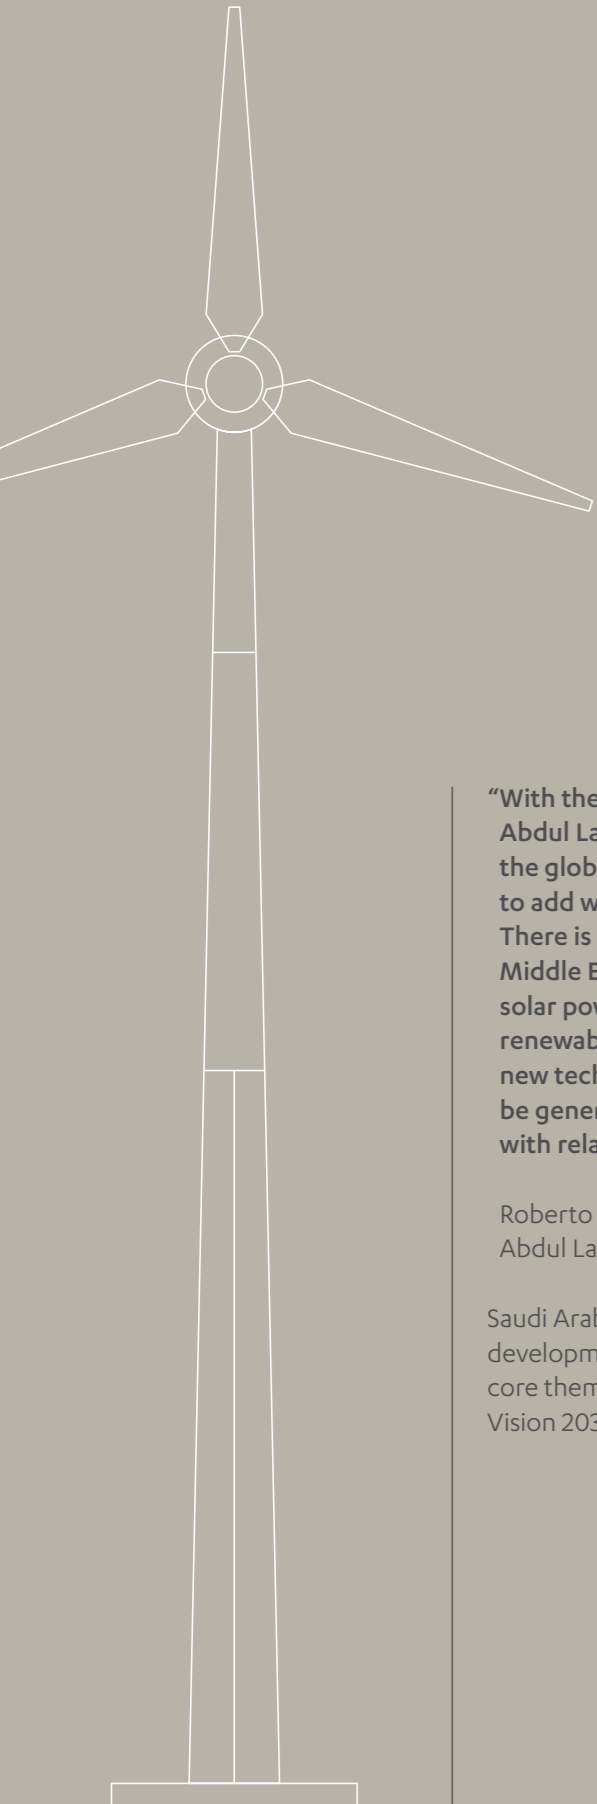 “With the
Abdul La
the glob
to add w
There is
Middle E
solar pow
renewab
new tech
be gener
with rela
Roberto
Abdul La
Saudi Arab
developm
core them
Vision 203